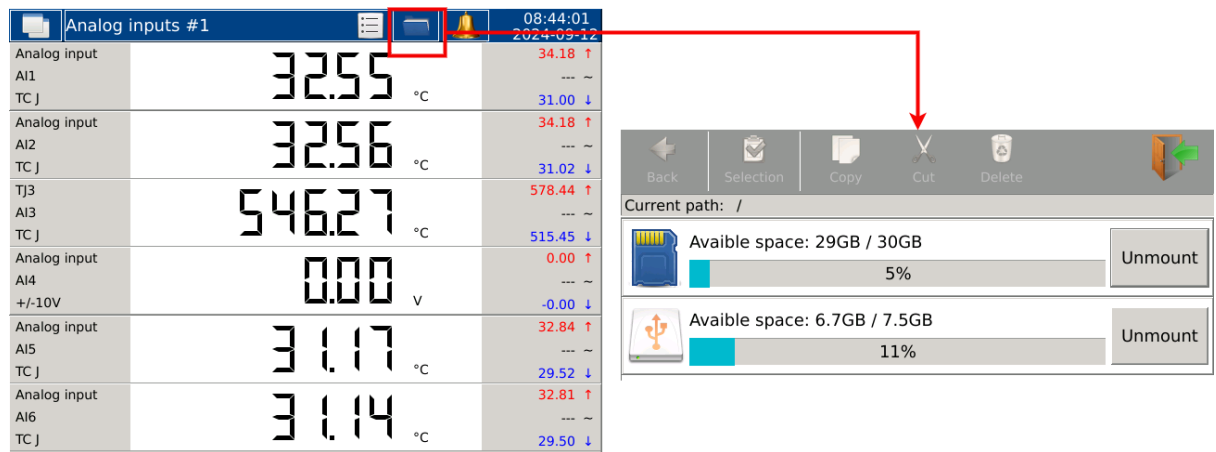 Analog inputs #1
08:44:01
2024-09-12
Analog input
34.18 ↑
AI1
32.55 °C
--- ~
TC J
31.00 ↓
Analog input
34.18 ↑
AI2
32.56 °C
--- ~
TC J
31.02 ↓
TJ3
578.44 ↑
AI3
546.27 °C
--- ~
TC J
515.45 ↓
Analog input
0.00 ↑
AI4
0.00 V
--- ~
+/-10V
-0.00 ↓
Analog input
32.84 ↑
AI5
31.17 °C
--- ~
TC J
29.52 ↓
Analog input
32.81 ↑
AI6
31.14 °C
--- ~
TC J
29.50 ↓
Back Selection Copy Cut Delete
Current path: /
Avaible space: 29GB / 30GB
5%
Unmount
Avaible space: 6.7GB / 7.5GB
11%
Unmount